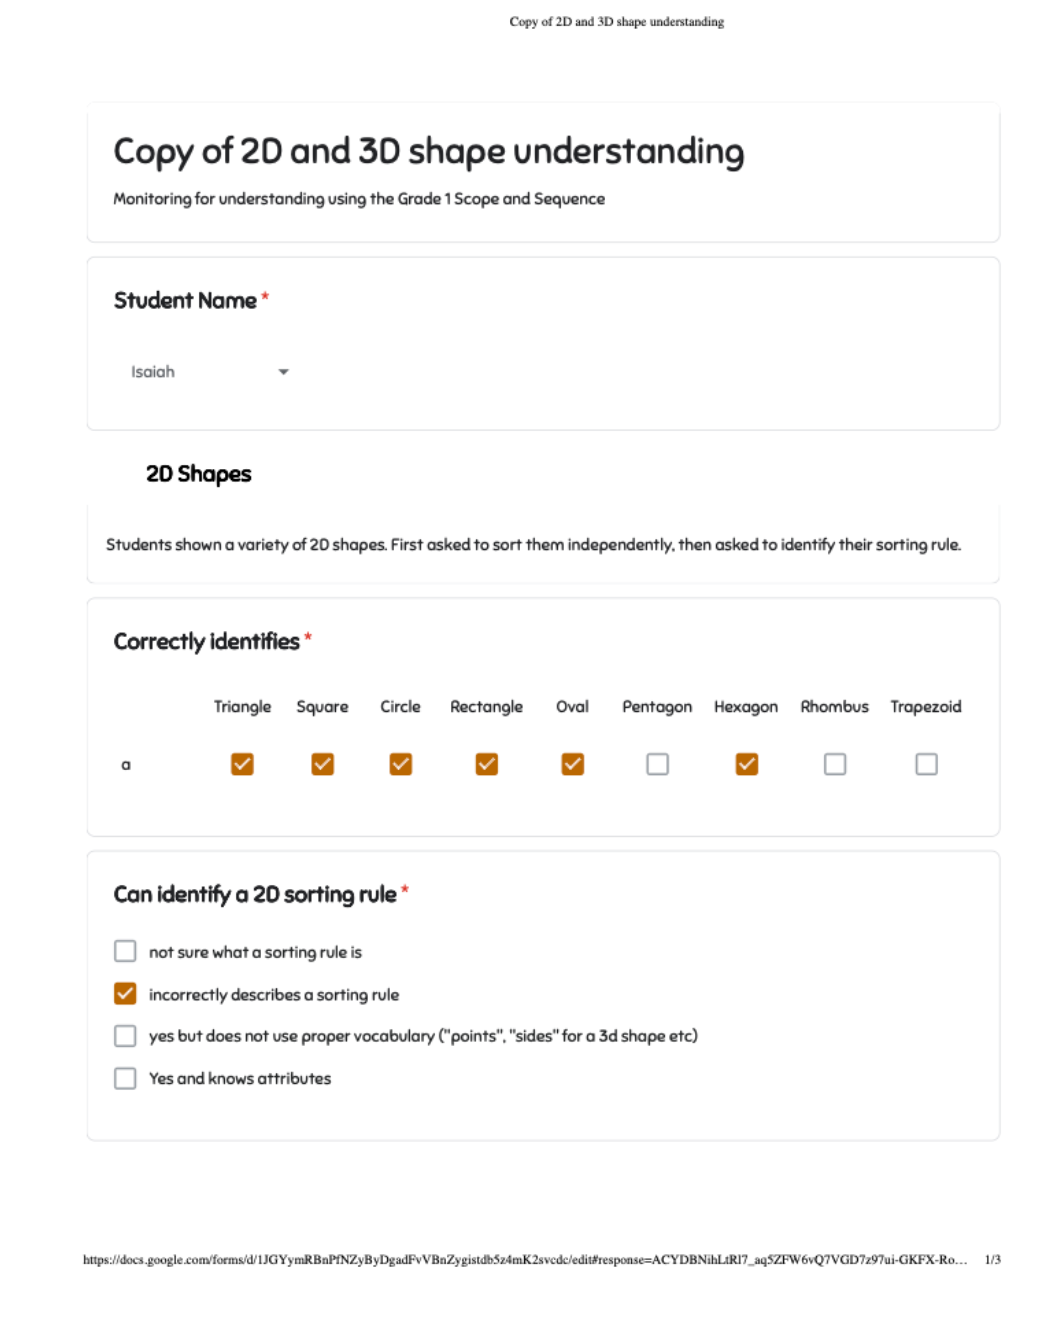 Copy of 2D and 3D shape understanding
Copy of 2D and 3D shape understanding
Monitoring for understanding using the Grade 1 Scope and Sequence
Student Name *
Isaiah
2D Shapes
Students shown a variety of 2D shapes. First asked to sort them independently, then asked to identify their sorting rule.
Correctly identifies *
Triangle Square Circle Rectangle Oval Pentagon Hexagon Rhombus Trapezoid
a
Can identify a 2D sorting rule *
not sure what a sorting rule is
incorrectly describes a sorting rule
yes but does not use proper vocabulary ("points", "sides" for a 3d shape etc)
Yes and knows attributes
https://docs.google.com/forms/d/1JGYymRBnPfNZyByDgadFvVBnZygistdb5z4mK2svcdc/edit#response=ACYDBNihLtRl7_aq5ZFW6vQ7VGD7z97ui-GKFX-Ro... 1/3